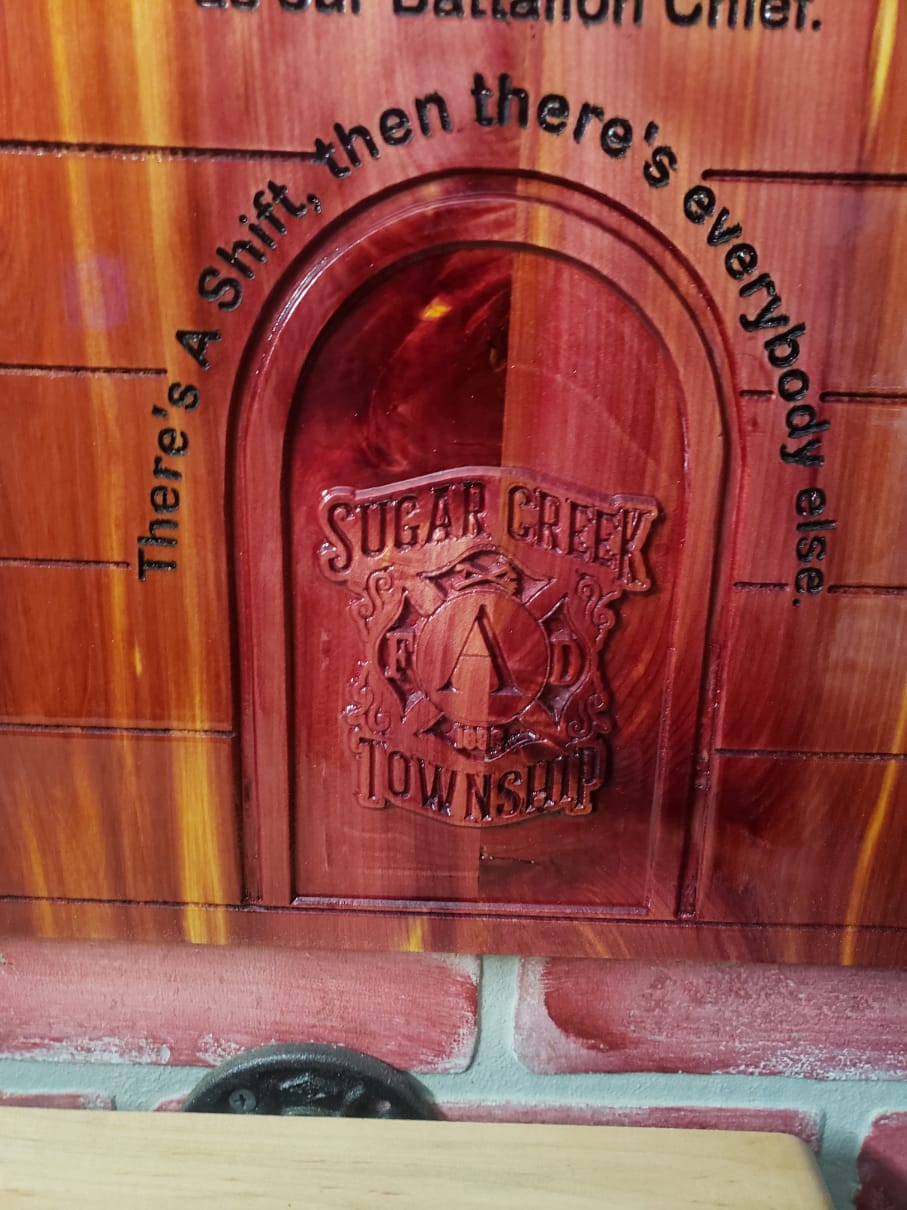 as our Battalion Chief.
There's A Shift, then there's everybody else.
SUGAR CREEK
F A D
TOWNSHIP